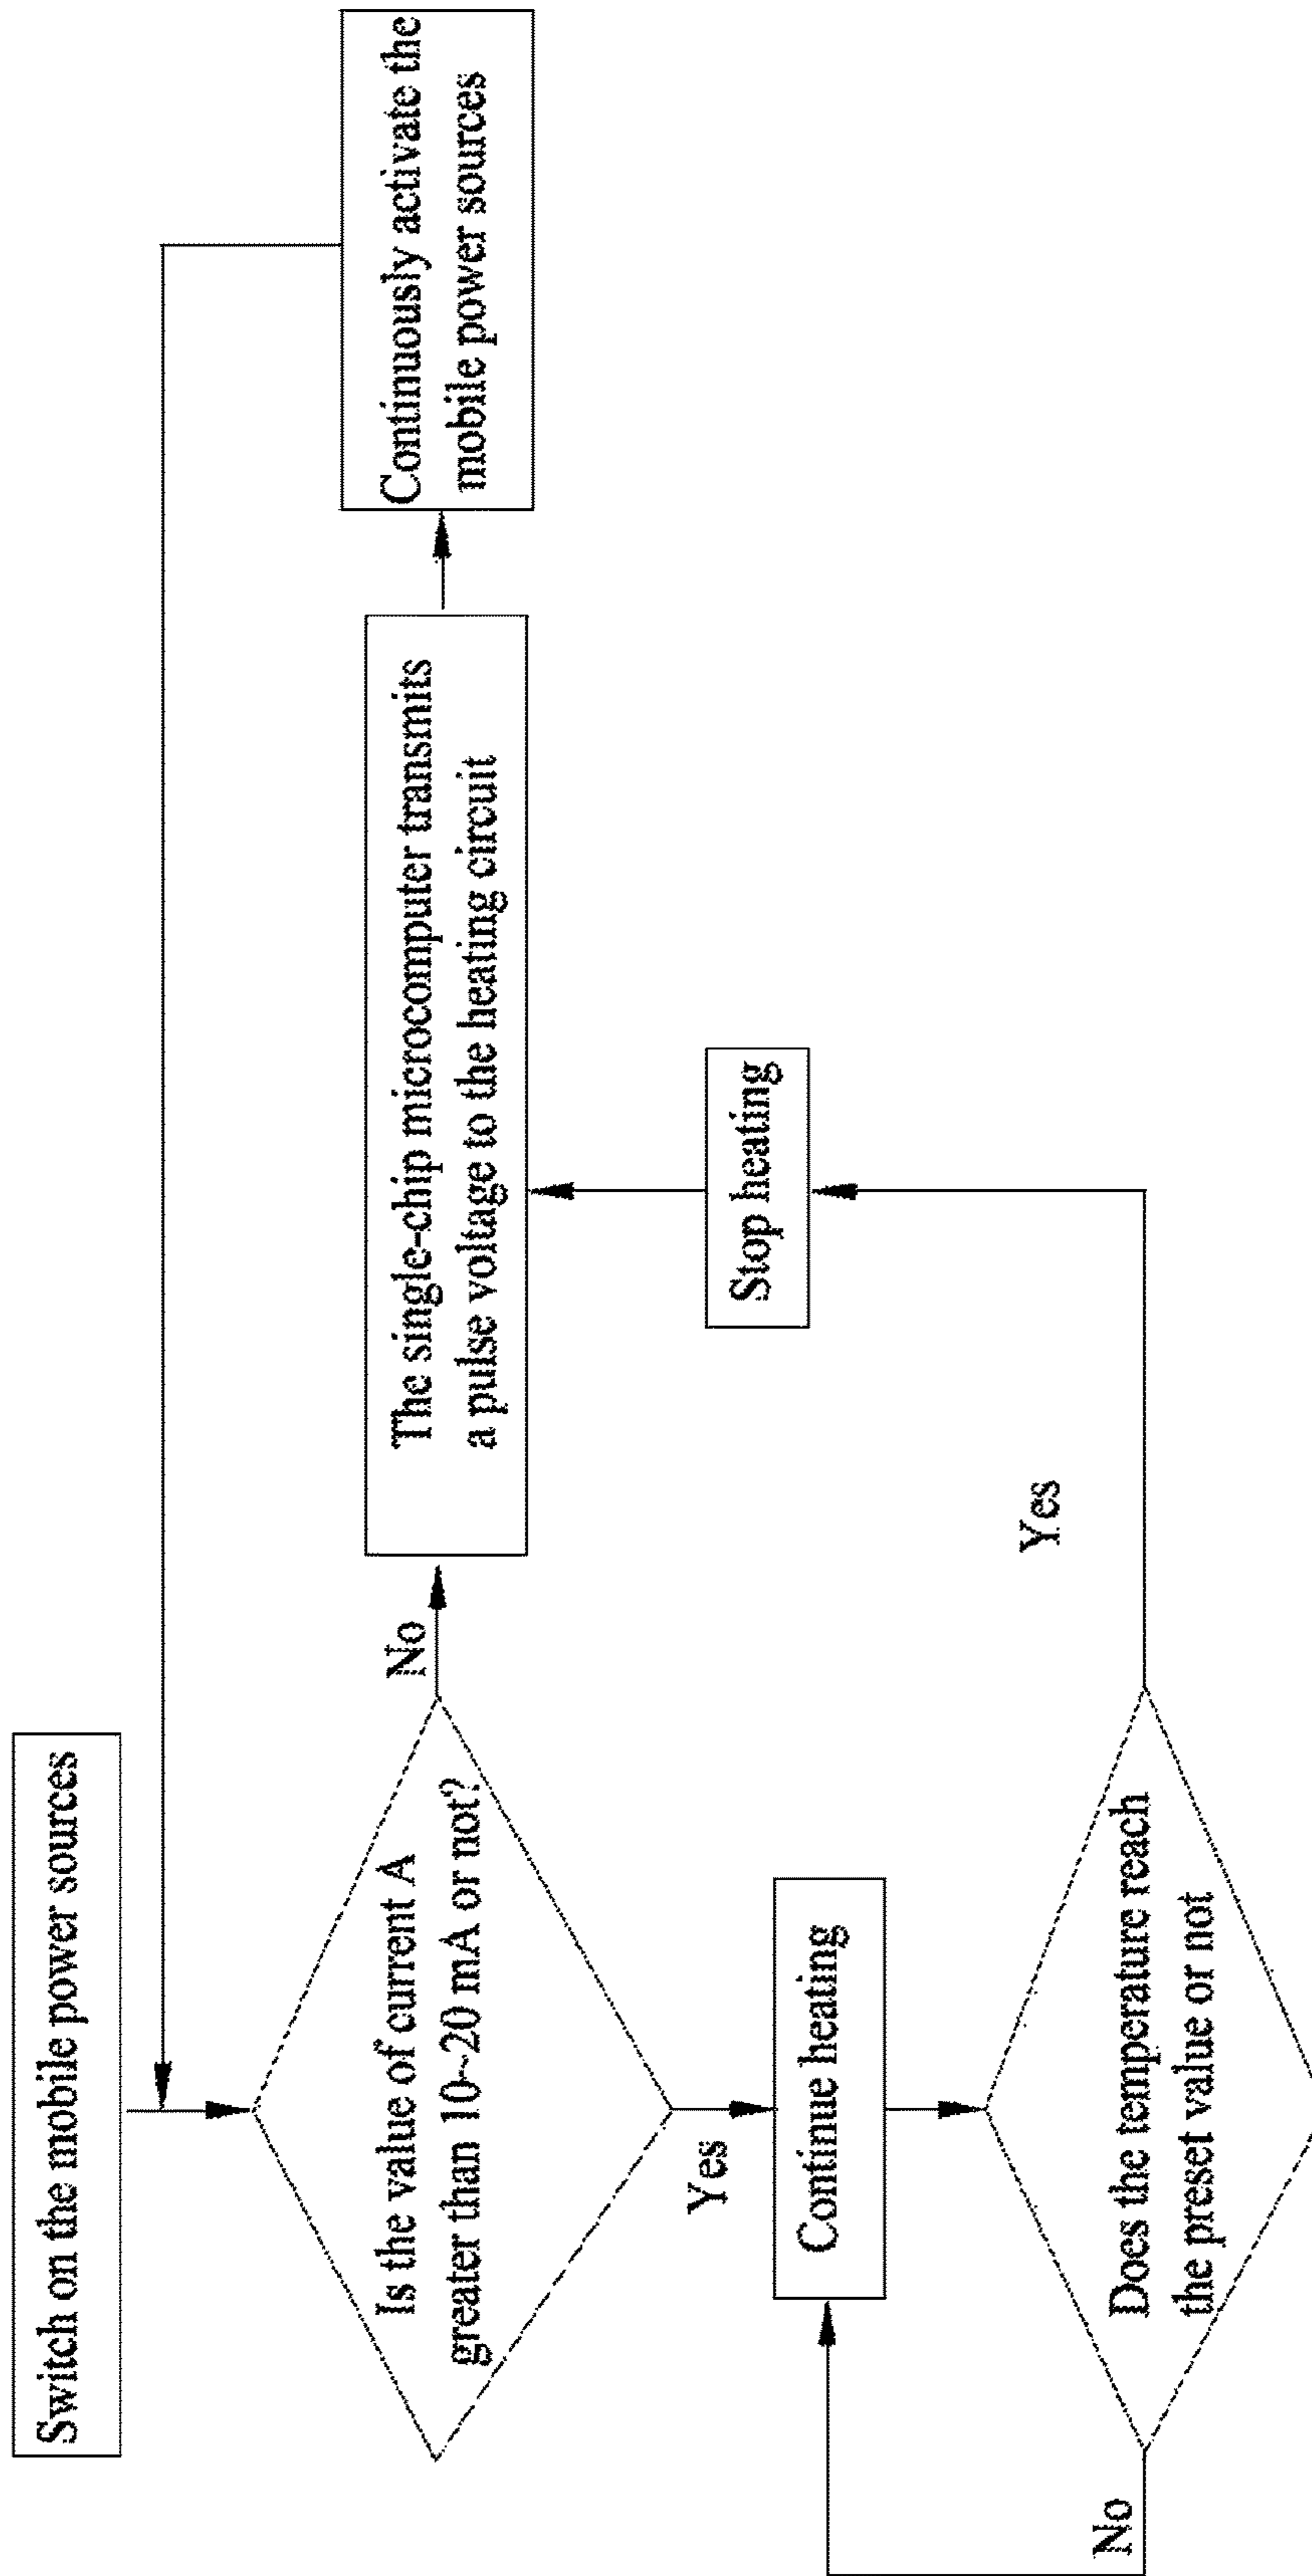 Switch on the mobile power sources
Is the value of current A
greater than 10~20 mA or not?
No
The single-chip microcomputer transmits
a pulse voltage to the heating circuit
Continuously activate the
mobile power sources
Yes
Continue heating
Stop heating
Does the temperature reach
the preset value or not
Yes
No